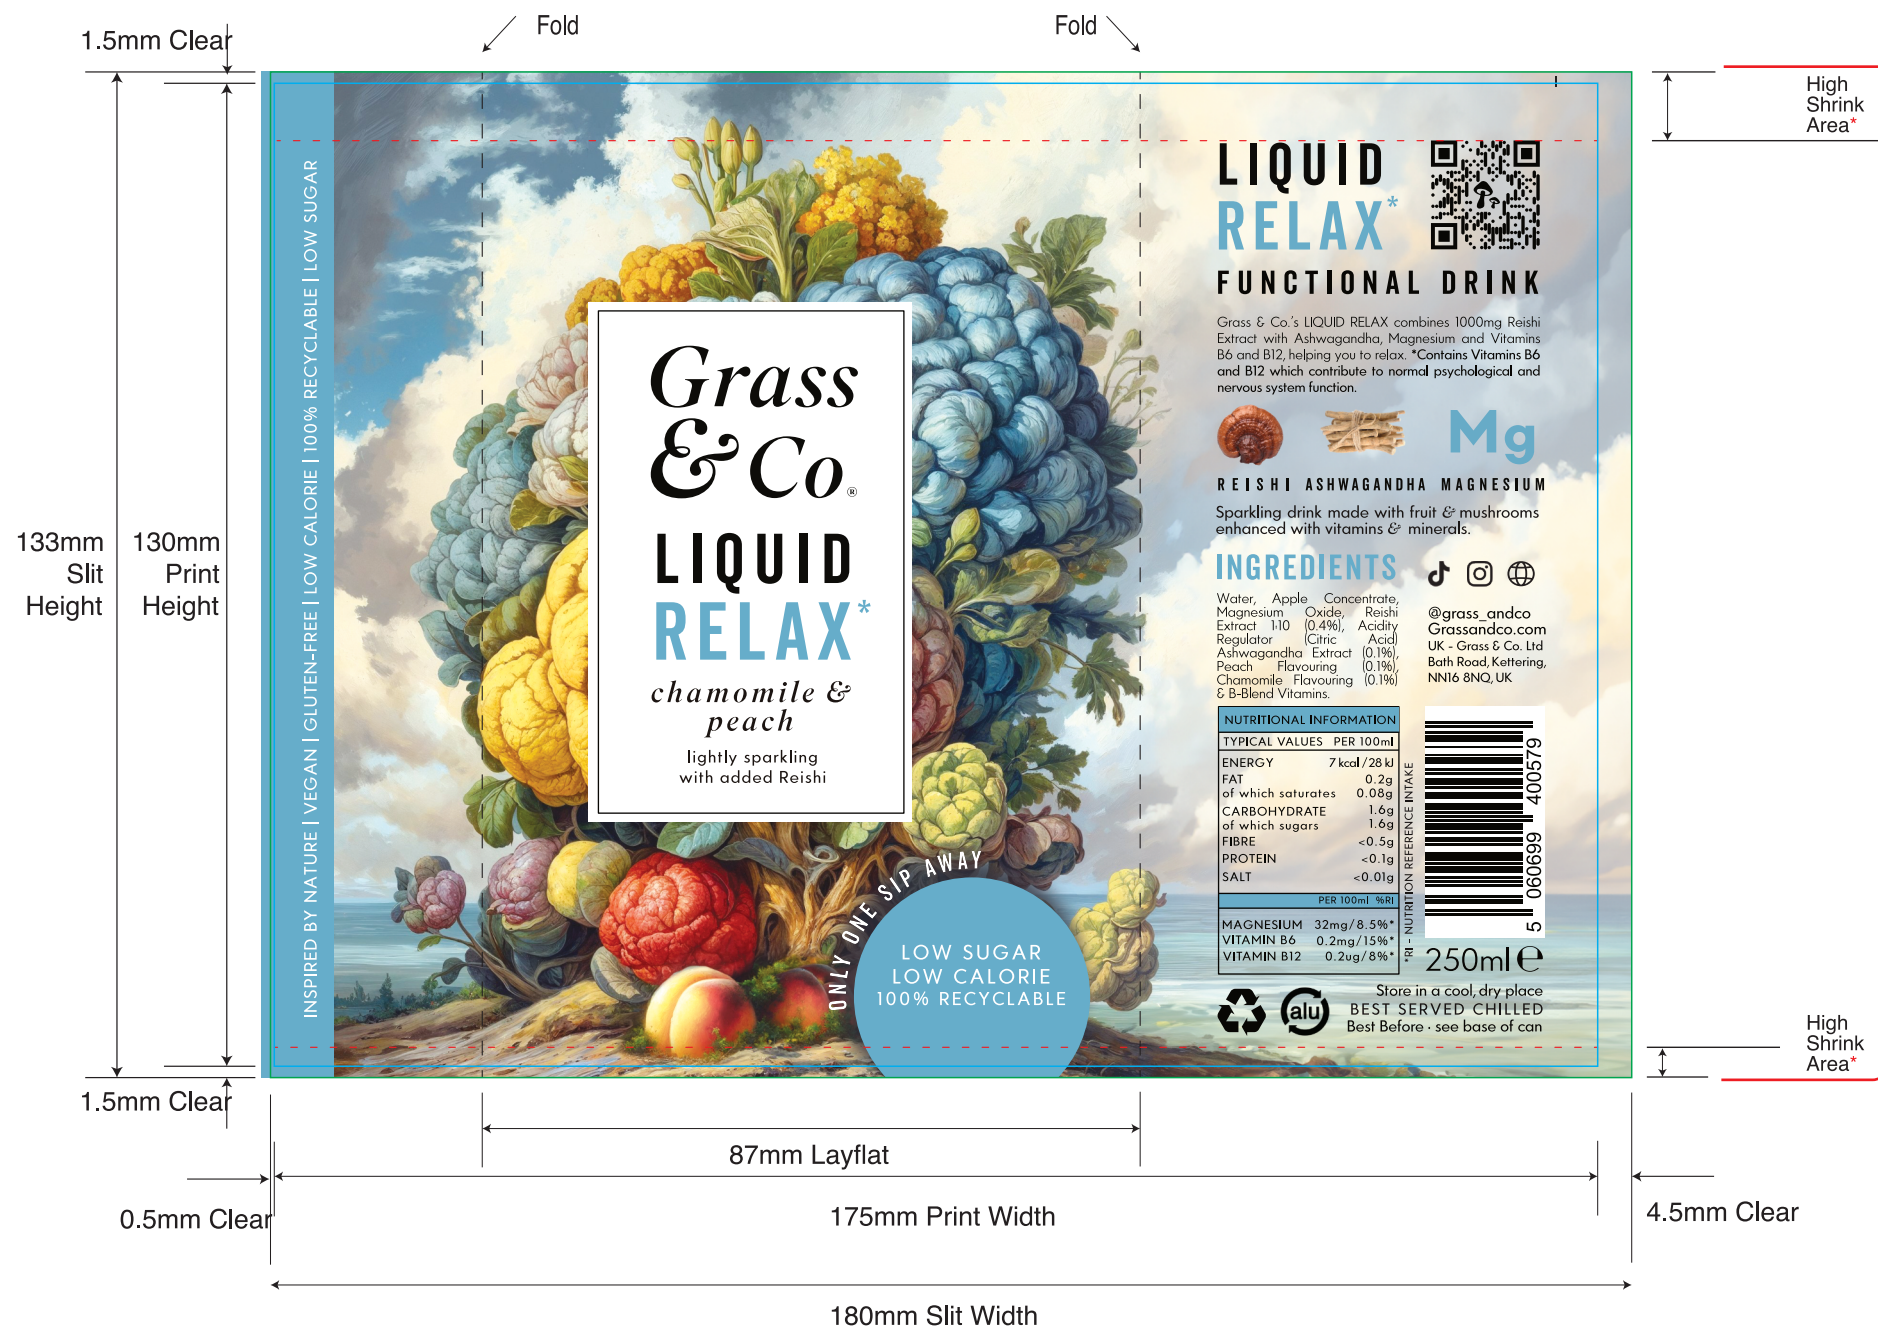 Fold
Fold
1.5mm Clear
High
Shrink
Area*
133mm
Slit
Height
130mm
Print
Height
INSPIRED BY NATURE | VEGAN | GLUTEN-FREE | LOW CALORIE | 100% RECYCLABLE | LOW SUGAR
Grass
& Co®
LIQUID
RELAX*
chamomile &
peach
lightly sparkling
with added Reishi
ONLY ONE SIP AWAY
LOW SUGAR
LOW CALORIE
100% RECYCLABLE
LIQUID
RELAX*
FUNCTIONAL DRINK
Grass & Co.'s LIQUID RELAX combines 1000mg Reishi
Extract with Ashwagandha, Magnesium and Vitamins
B6 and B12, helping you to relax. *Contains Vitamins B6
and B12 which contribute to normal psychological and
nervous system function.
Mg
REISHI ASHWAGANDHA MAGNESIUM
Sparkling drink made with fruit & mushrooms
enhanced with vitamins & minerals.
INGREDIENTS
Water, Apple Concentrate,
Magnesium Oxide, Reishi
Extract 1-10 (0.4%), Acidity
Regulator (Citric Acid)
Ashwagandha Extract (0.1%),
Peach Flavouring (0.1%),
Chamomile Flavouring (0.1%)
& B-Blend Vitamins.
@grass_andco
Grassandco.com
UK - Grass & Co. Ltd
Bath Road, Kettering,
NN16 8NQ, UK
NUTRITIONAL INFORMATION
TYPICAL VALUES PER 100ml
ENERGY 7 kcal / 28 kJ
FAT 0.2g
of which saturates 0.08g
CARBOHYDRATE 1.6g
of which sugars 1.6g
FIBRE <0.5g
PROTEIN <0.1g
SALT <0.01g
PER 100ml %RI
MAGNESIUM 32mg/8.5%*
VITAMIN B6 0.2mg/15%*
VITAMIN B12 0.2ug/8%*
*RI - NUTRITION REFERENCE INTAKE
5 060699 400579
250ml e
alu
Store in a cool, dry place
BEST SERVED CHILLED
Best Before - see base of can
High
Shrink
Area*
1.5mm Clear
87mm Layflat
0.5mm Clear
175mm Print Width
4.5mm Clear
180mm Slit Width